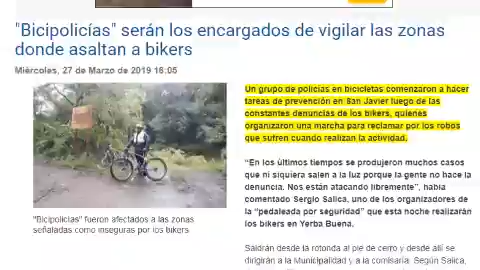 "Bicipolicías" serán los encargados de vigilar las zonas
donde asaltan a bikers
Miércoles, 27 de Marzo de 2019 16:05
Un grupo de policías en bicicletas comenzaron a hacer
tareas de prevención en San Javier luego de las
constantes denuncias de los bikers, quienes
organizaron una marcha para reclamar por los robos
que sufren cuando realizan la actividad.
"En los últimos tiempos se produjeron muchos casos
que ni siquiera salen a la luz porque la gente no hace la
denuncia. Nos están atacando libremente", había
comentado Sergio Salica, uno de los organizadores de
la "pedaleada por seguridad" que esta noche realizarán
los bikers en Yerba Buena.
Saldrán desde la rotonda al pie de cerro y desde allí se
dirigirán a la Municipalidad y a la comisaría. Según Salica,
"Bicipolicías" fueron afectados a las zonas
señaladas como inseguras por los bikers